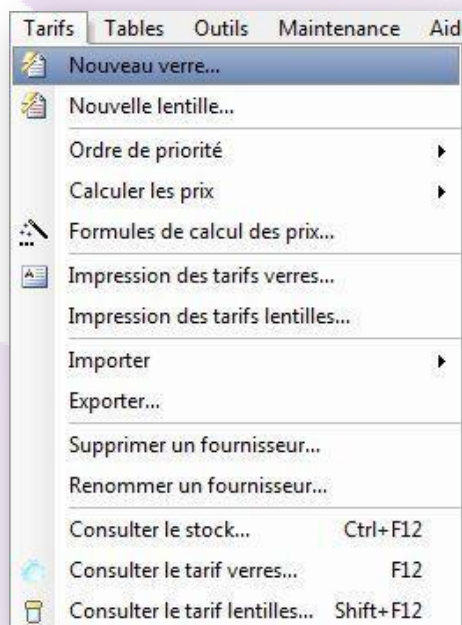 Tarifs Tables Outils Maintenance Aid
Nouveau verre...
Nouvelle lentille...
Ordre de priorité
Calculer les prix
Formules de calcul des prix...
Impression des tarifs verres...
Impression des tarifs lentilles...
Importer
Exporter...
Supprimer un fournisseur...
Renommer un fournisseur...
Consulter le stock... Ctrl+F12
Consulter le tarif verres... F12
Consulter le tarif lentilles... Shift+F12